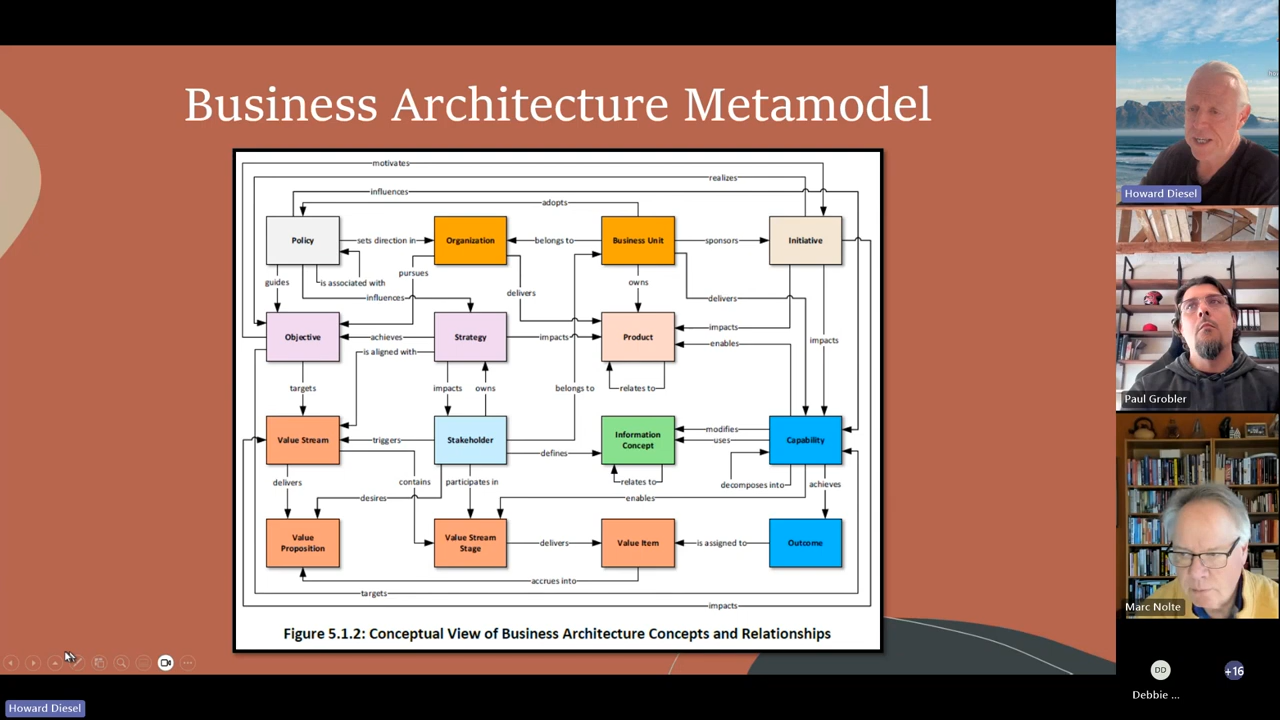 Business Architecture Metamodel
motivates
realizes
influences
adopts
Policy
sets direction in
Organization
belongs to
Business Unit
sponsors
Initiative
pursues
guides
is associated with
owns
delivers
influences
delivers
impacts
Objective
achieves
Strategy
impacts
Product
enables
impacts
is aligned with
targets
impacts
owns
belongs to
relates to
Value Stream
triggers
Stakeholder
defines
Information
Concept
modifies
uses
Capability
delivers
contains
participates in
relates to
decomposes into
achieves
desires
enables
Value
Proposition
Value Stream
Stage
delivers
Value Item
is assigned to
Outcome
accrues into
targets
impacts
Figure 5.1.2: Conceptual View of Business Architecture Concepts and Relationships
Howard Diesel
Paul Grobler
Marc Nolte
DD
+16
Debbie ...
Howard Diesel